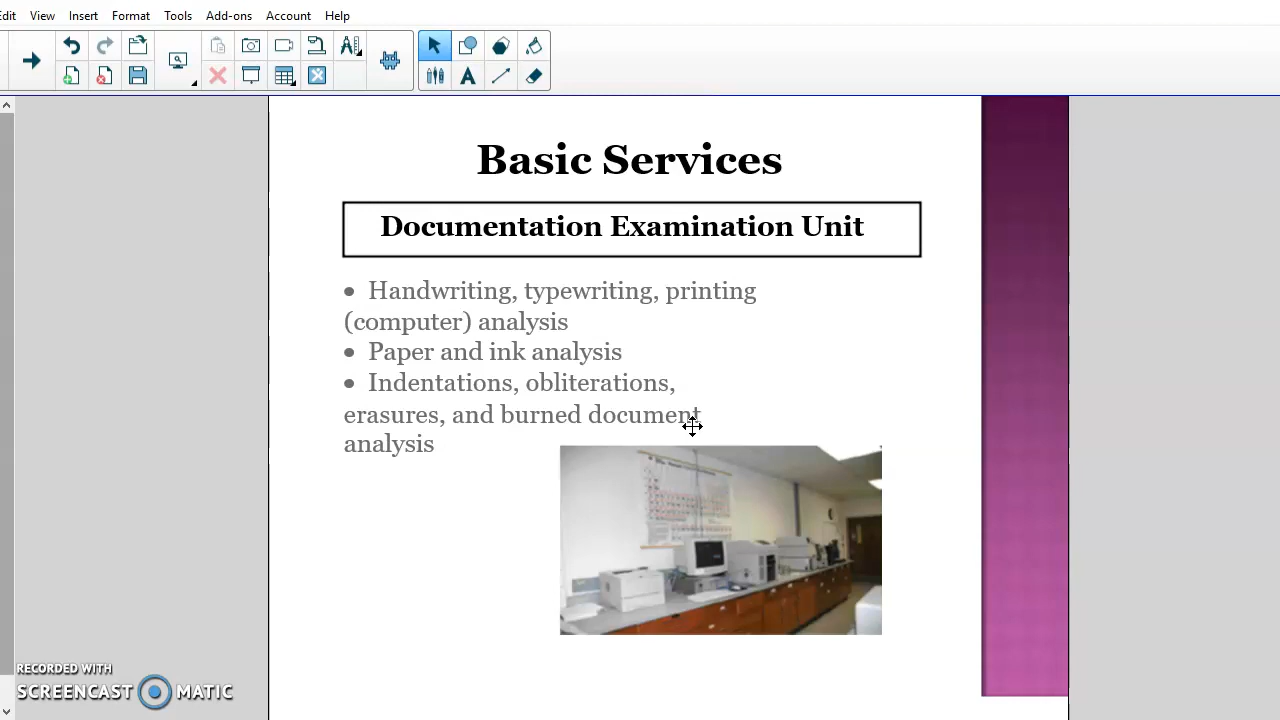 Edit View Insert Format Tools Add-ons Account Help
Basic Services
Documentation Examination Unit
• Handwriting, typewriting, printing
(computer) analysis
• Paper and ink analysis
• Indentations, obliterations,
erasures, and burned document
analysis
RECORDED WITH
SCREENCAST MATIC